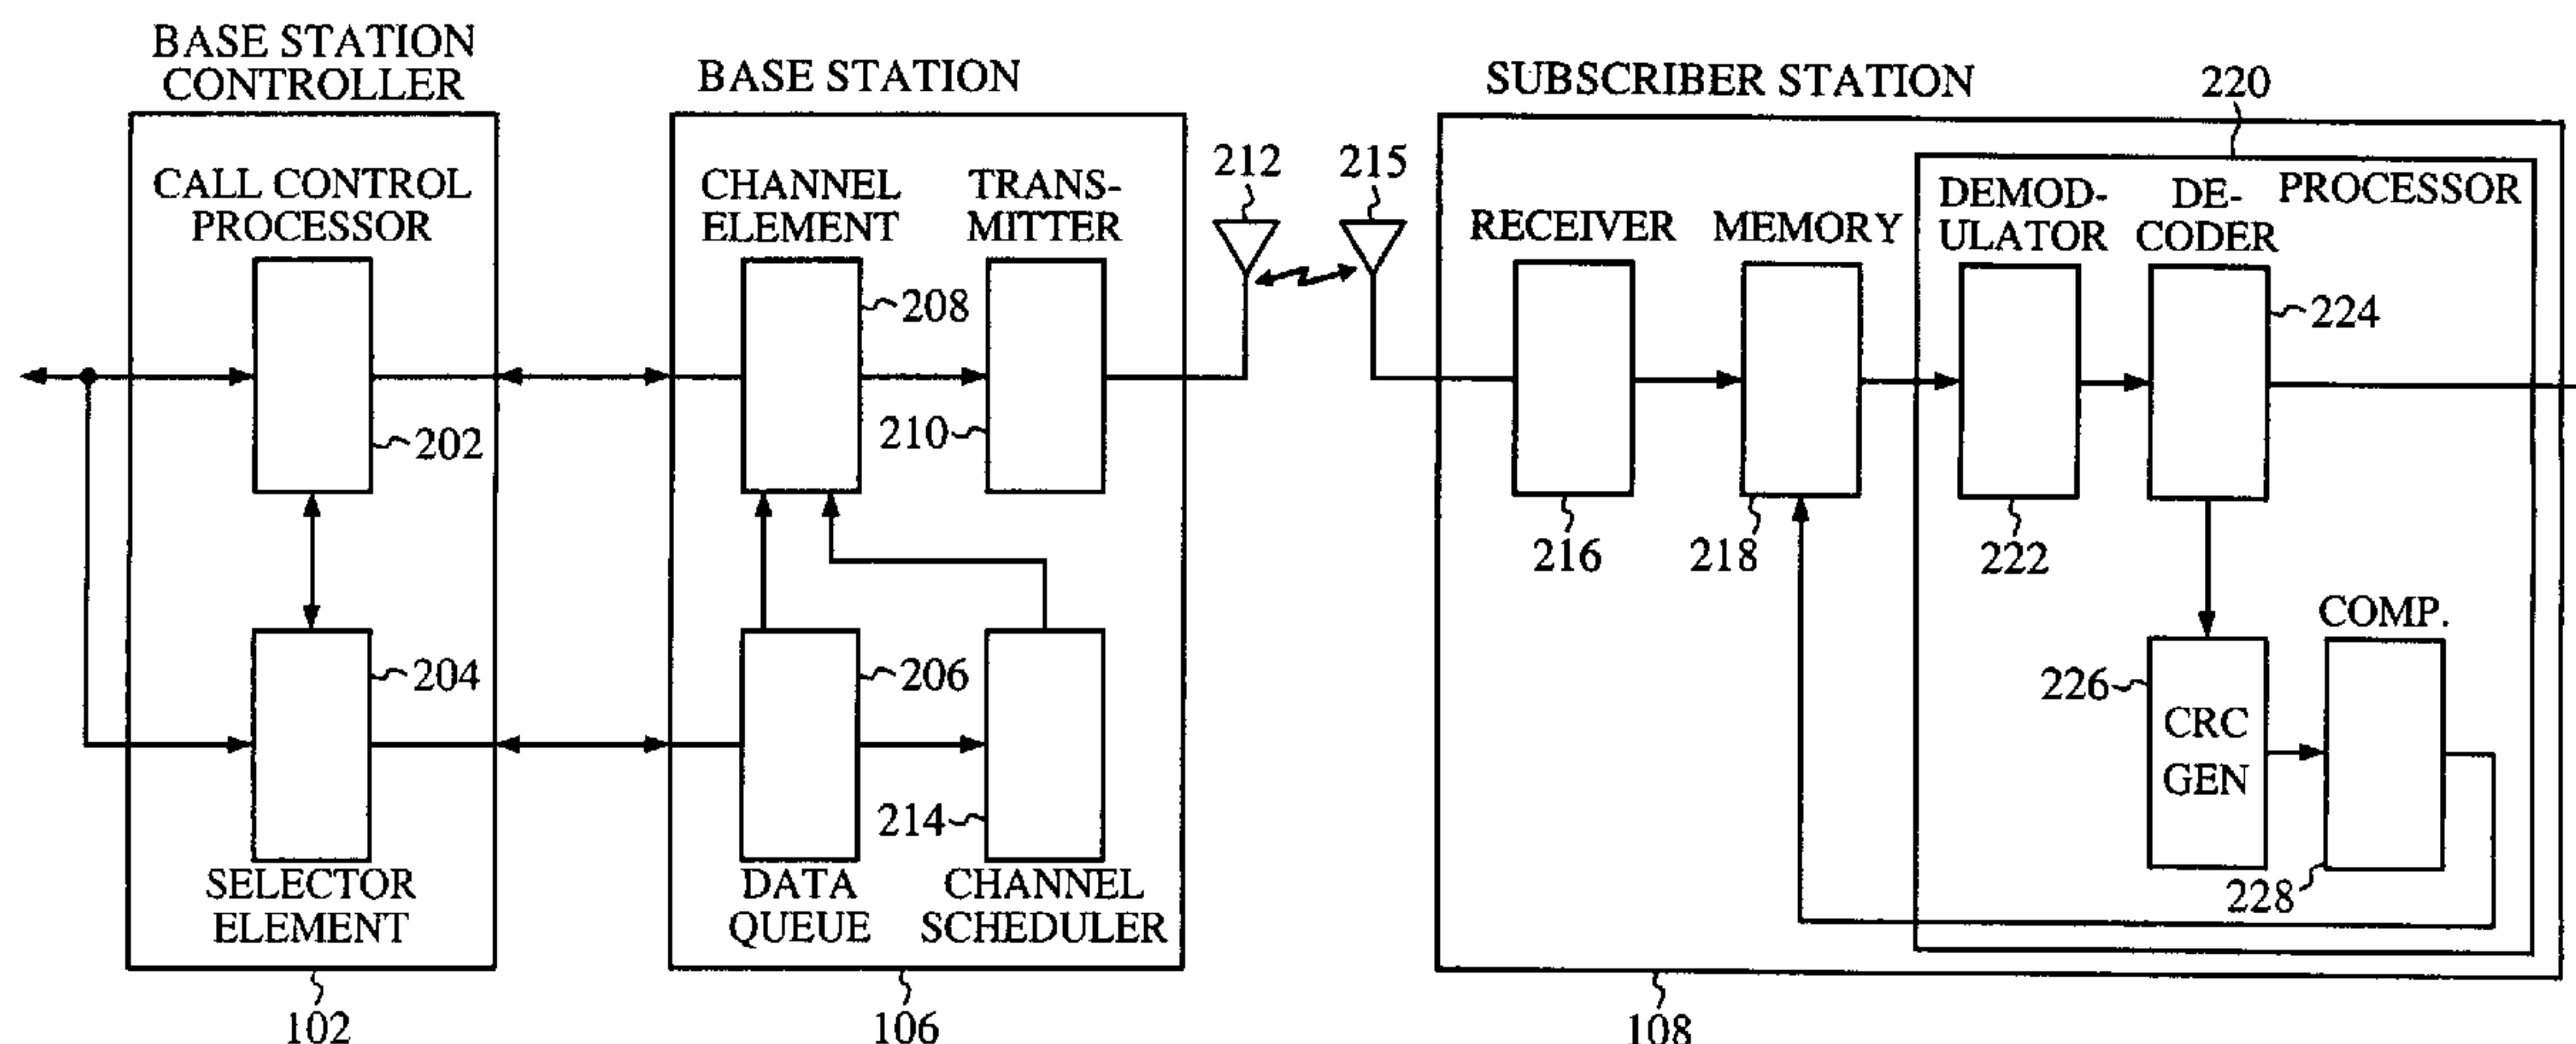 BASE STATION
CONTROLLER
CALL CONTROL
PROCESSOR
202
204
SELECTOR
ELEMENT
102
BASE STATION
CHANNEL
ELEMENT
TRANS-
MITTER
208
210
206
214
DATA
QUEUE
CHANNEL
SCHEDULER
106
212
215
SUBSCRIBER STATION
220
RECEIVER
MEMORY
DEMOD-
ULATOR
DE-
CODER
PROCESSOR
224
216
218
222
COMP.
226
CRC
GEN
228
108